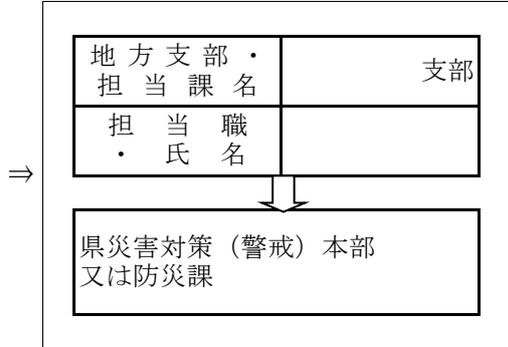 地方支部・
担当課名
支部
担当職
・氏名
⇒
県災害対策（警戒）本部
又は防災課